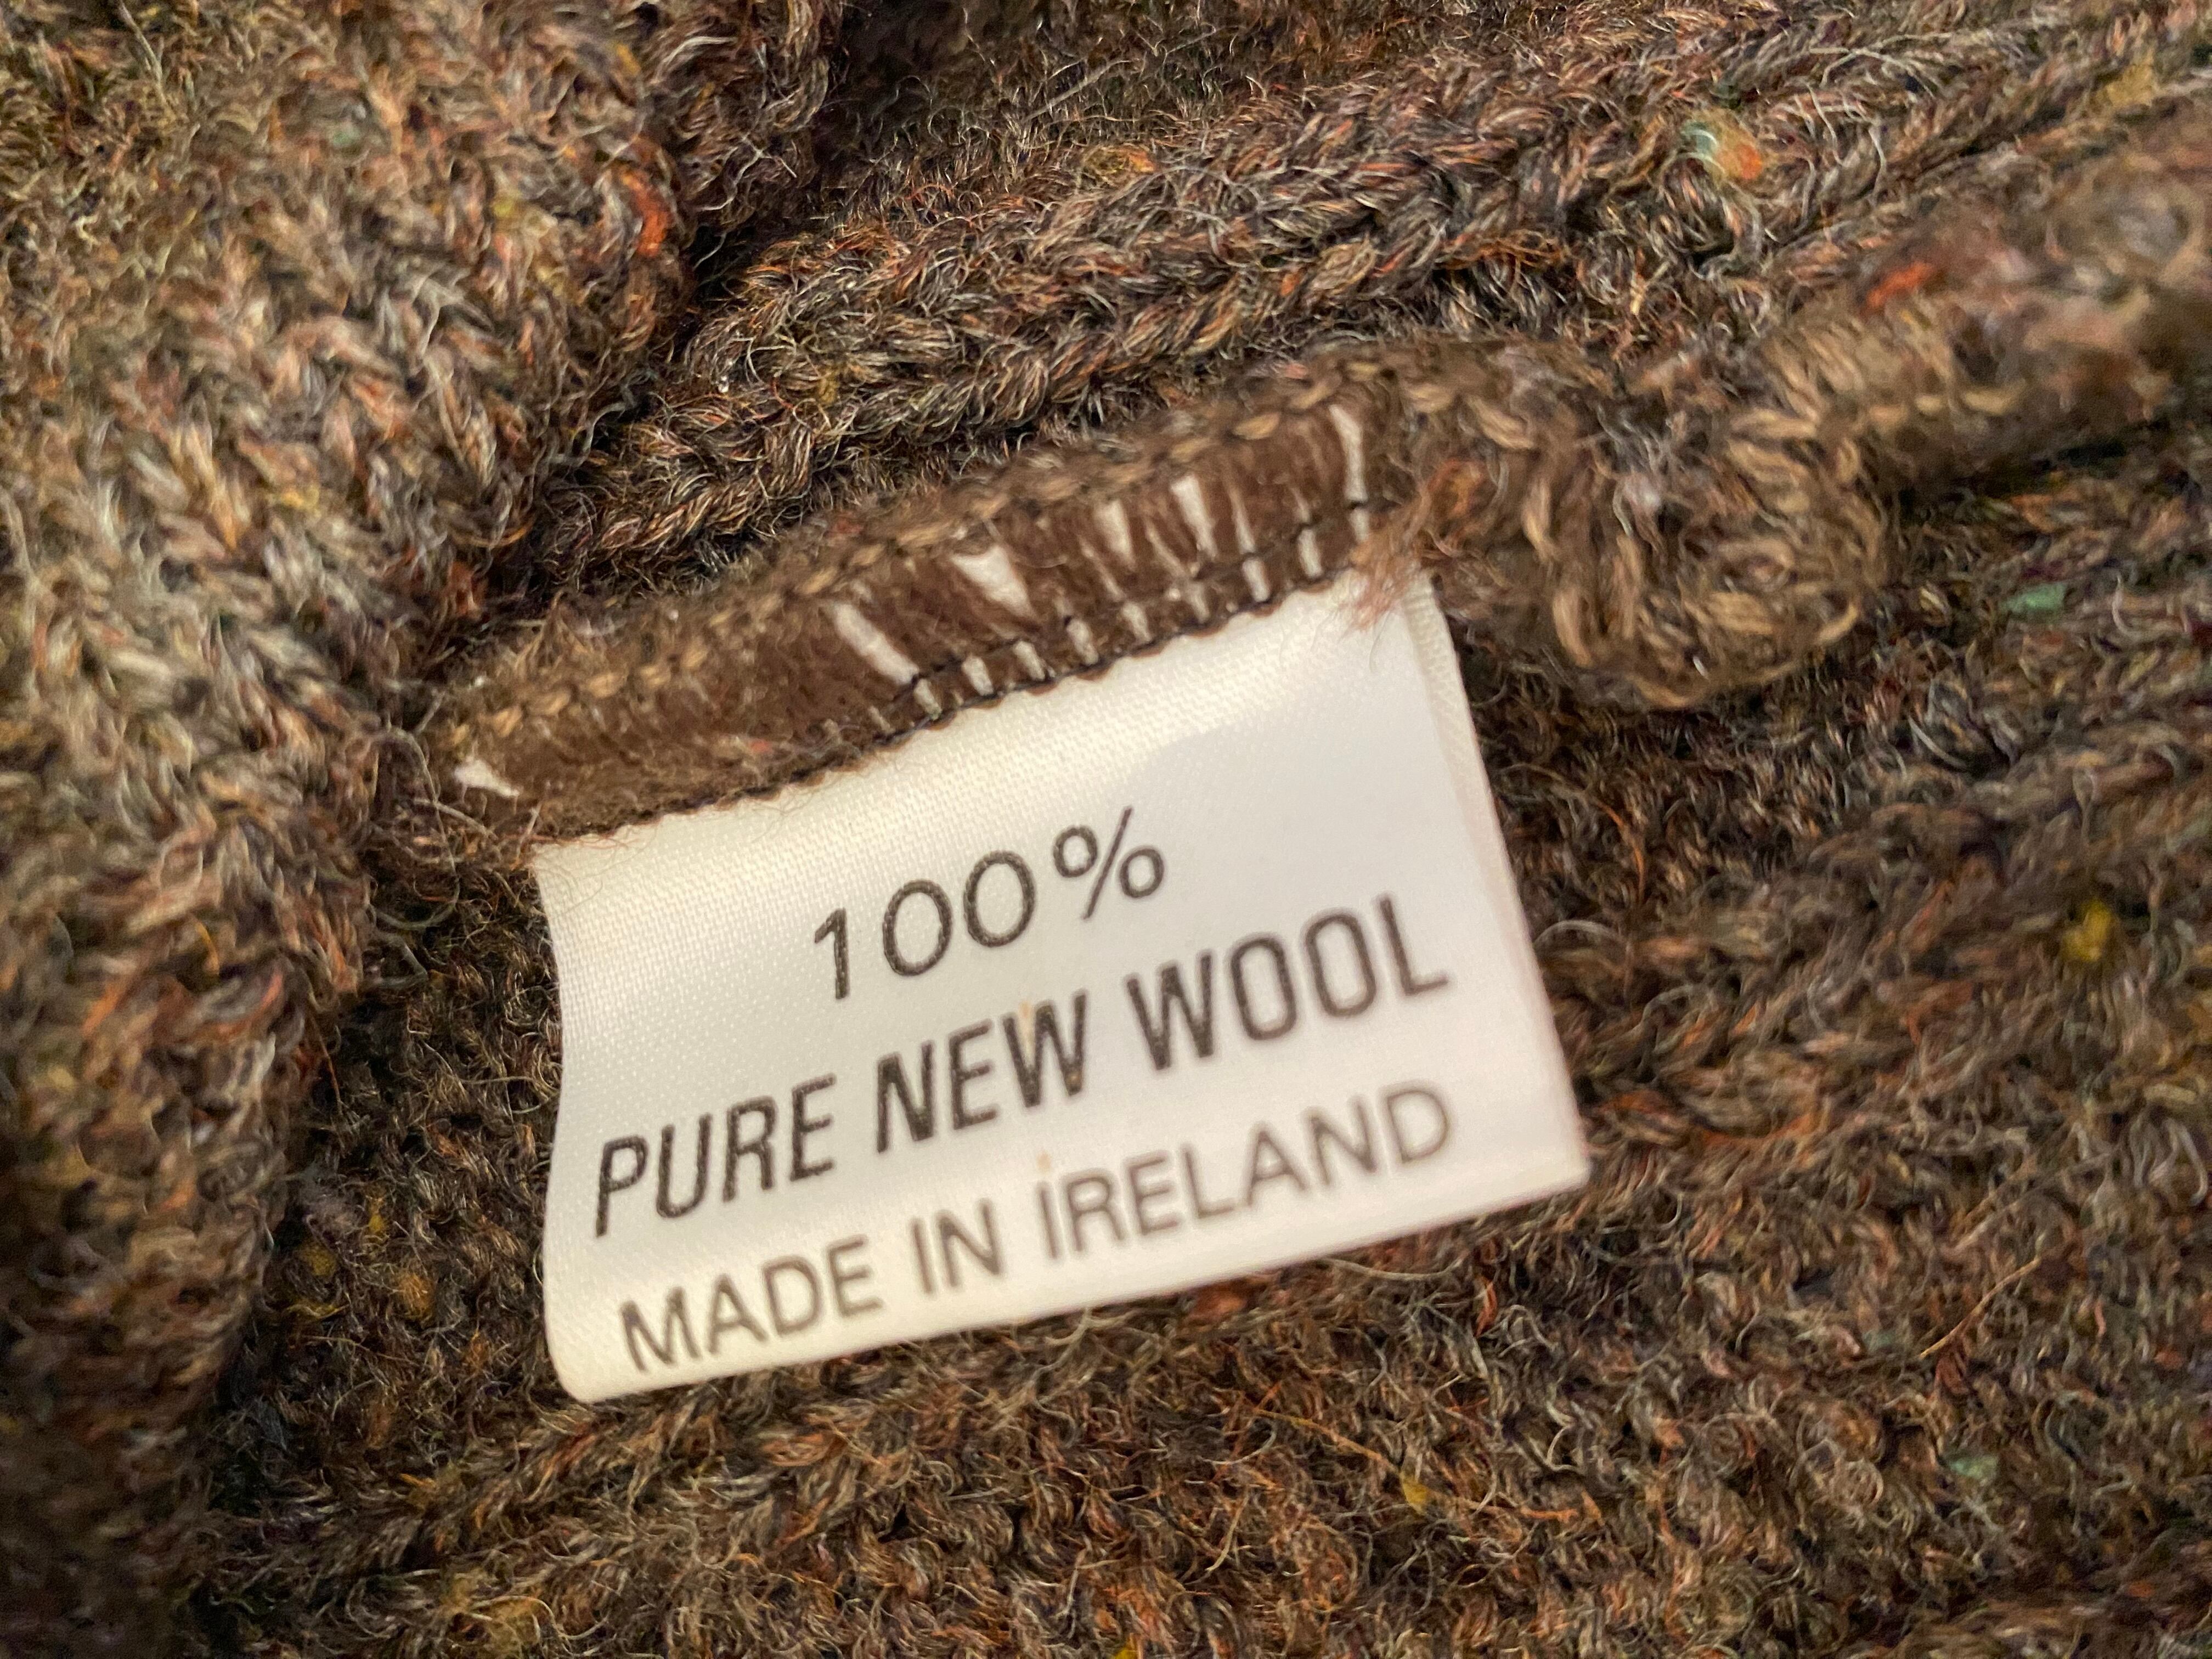 100%
PURE NEW WOOL
MADE IN IRELAND